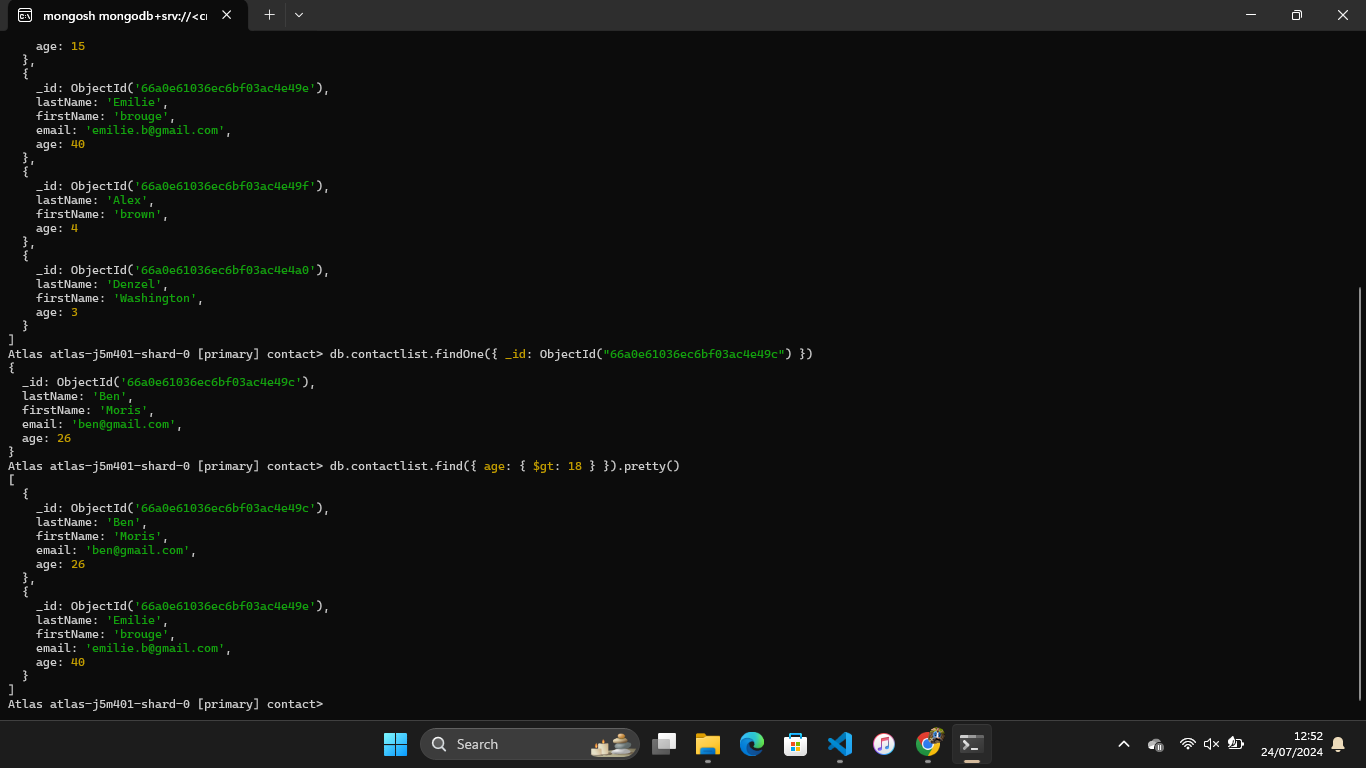 mongosh mongodb+srv://<cr
age: 15
},
{
_id: ObjectId('66a0e61036ec6bf03ac4e49e'),
lastName: 'Emilie',
firstName: 'brouge',
email: 'emilie.b@gmail.com',
age: 40
},
{
_id: ObjectId('66a0e61036ec6bf03ac4e49f'),
lastName: 'Alex',
firstName: 'brown',
age: 4
},
{
_id: ObjectId('66a0e61036ec6bf03ac4e4a0'),
lastName: 'Denzel',
firstName: 'Washington',
age: 3
}
]
Atlas atlas-j5m401-shard-0 [primary] contact> db.contactlist.findOne({ _id: ObjectId("66a0e61036ec6bf03ac4e49c") })
{
_id: ObjectId('66a0e61036ec6bf03ac4e49c'),
lastName: 'Ben',
firstName: 'Moris',
email: 'ben@gmail.com',
age: 26
}
Atlas atlas-j5m401-shard-0 [primary] contact> db.contactlist.find({ age: { $gt: 18 } }).pretty()
[
{
_id: ObjectId('66a0e61036ec6bf03ac4e49c'),
lastName: 'Ben',
firstName: 'Moris',
email: 'ben@gmail.com',
age: 26
},
{
_id: ObjectId('66a0e61036ec6bf03ac4e49e'),
lastName: 'Emilie',
firstName: 'brouge',
email: 'emilie.b@gmail.com',
age: 40
}
]
Atlas atlas-j5m401-shard-0 [primary] contact>
Search
12:52
24/07/2024